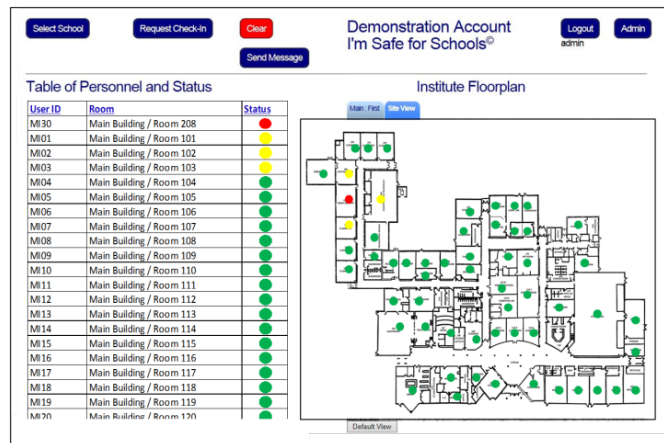 Select School
Request Check-In
Clear
Send Message
Demonstration Account
I'm Safe for Schools©
Logout
Admin
admin
Table of Personnel and Status
Institute Floorplan
Main : First
Site View
User ID Room Status
MI30 Main Building / Room 208
MI01 Main Building / Room 101
MI02 Main Building / Room 102
MI03 Main Building / Room 103
MI04 Main Building / Room 104
MI05 Main Building / Room 105
MI06 Main Building / Room 106
MI07 Main Building / Room 107
MI08 Main Building / Room 108
MI09 Main Building / Room 109
MI10 Main Building / Room 110
MI11 Main Building / Room 111
MI12 Main Building / Room 112
MI13 Main Building / Room 113
MI14 Main Building / Room 114
MI15 Main Building / Room 115
MI16 Main Building / Room 116
MI17 Main Building / Room 117
MI18 Main Building / Room 118
MI19 Main Building / Room 119
MI20 Main Building / Room 120
Default View